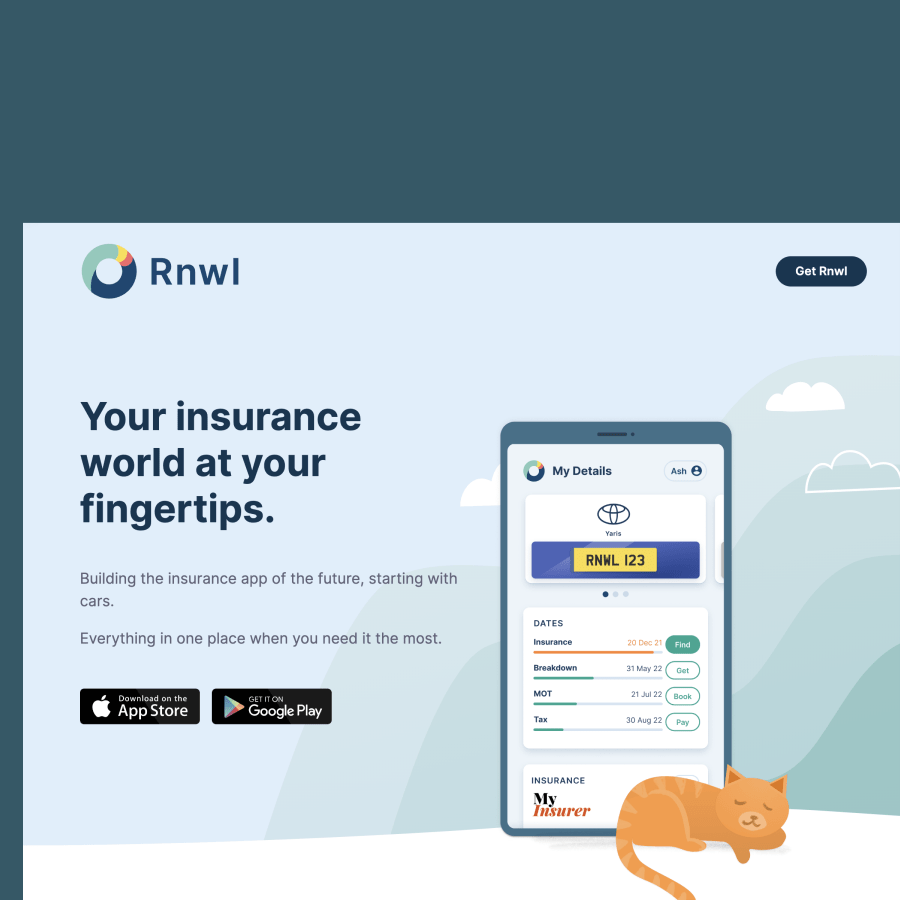 Rnwl
Get Rnwl
Your insurance
world at your
fingertips.
Building the insurance app of the future, starting with
cars.
Everything in one place when you need it the most.
Download on the
App Store
GET IT ON
Google Play
My Details
Ash
Yaris
RNWL 123
DATES
Insurance 20 Dec 21 Find
Breakdown 31 May 22 Get
MOT 21 Jul 22 Book
Tax 30 Aug 22 Pay
INSURANCE
My
Insurer